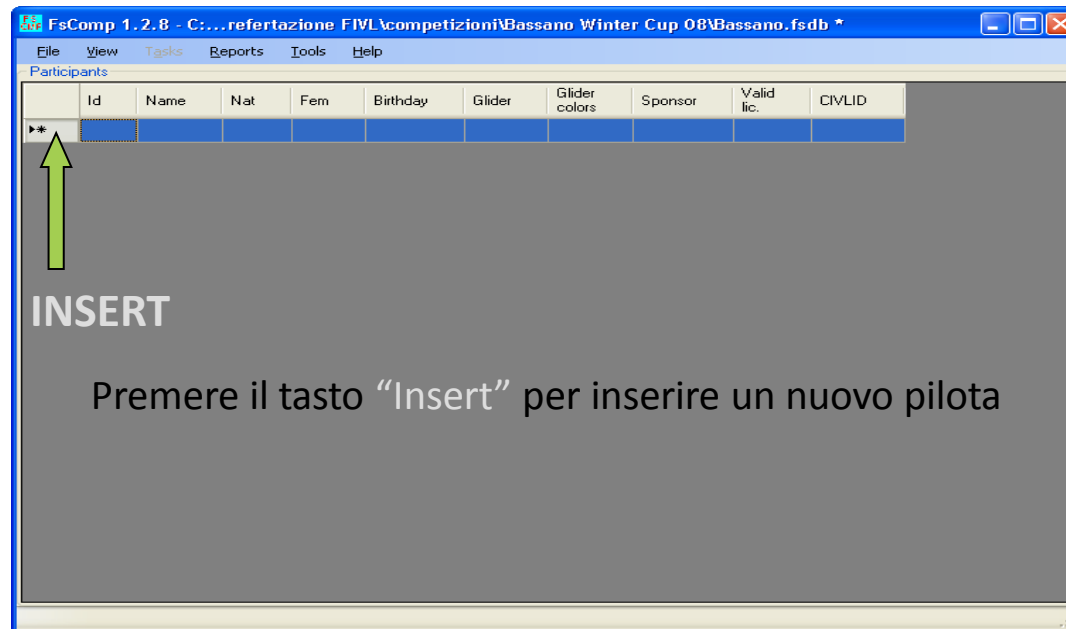 FS COMP FsComp 1.2.8 - C:...refertazione FIVL\competizioni\Bassano Winter Cup 08\Bassano.fsdb *
File View Tasks Reports Tools Help
Participants
Id Name Nat Fem Birthday Glider Glider colors Sponsor Valid lic. CIVLID
INSERT
Premere il tasto “Insert” per inserire un nuovo pilota